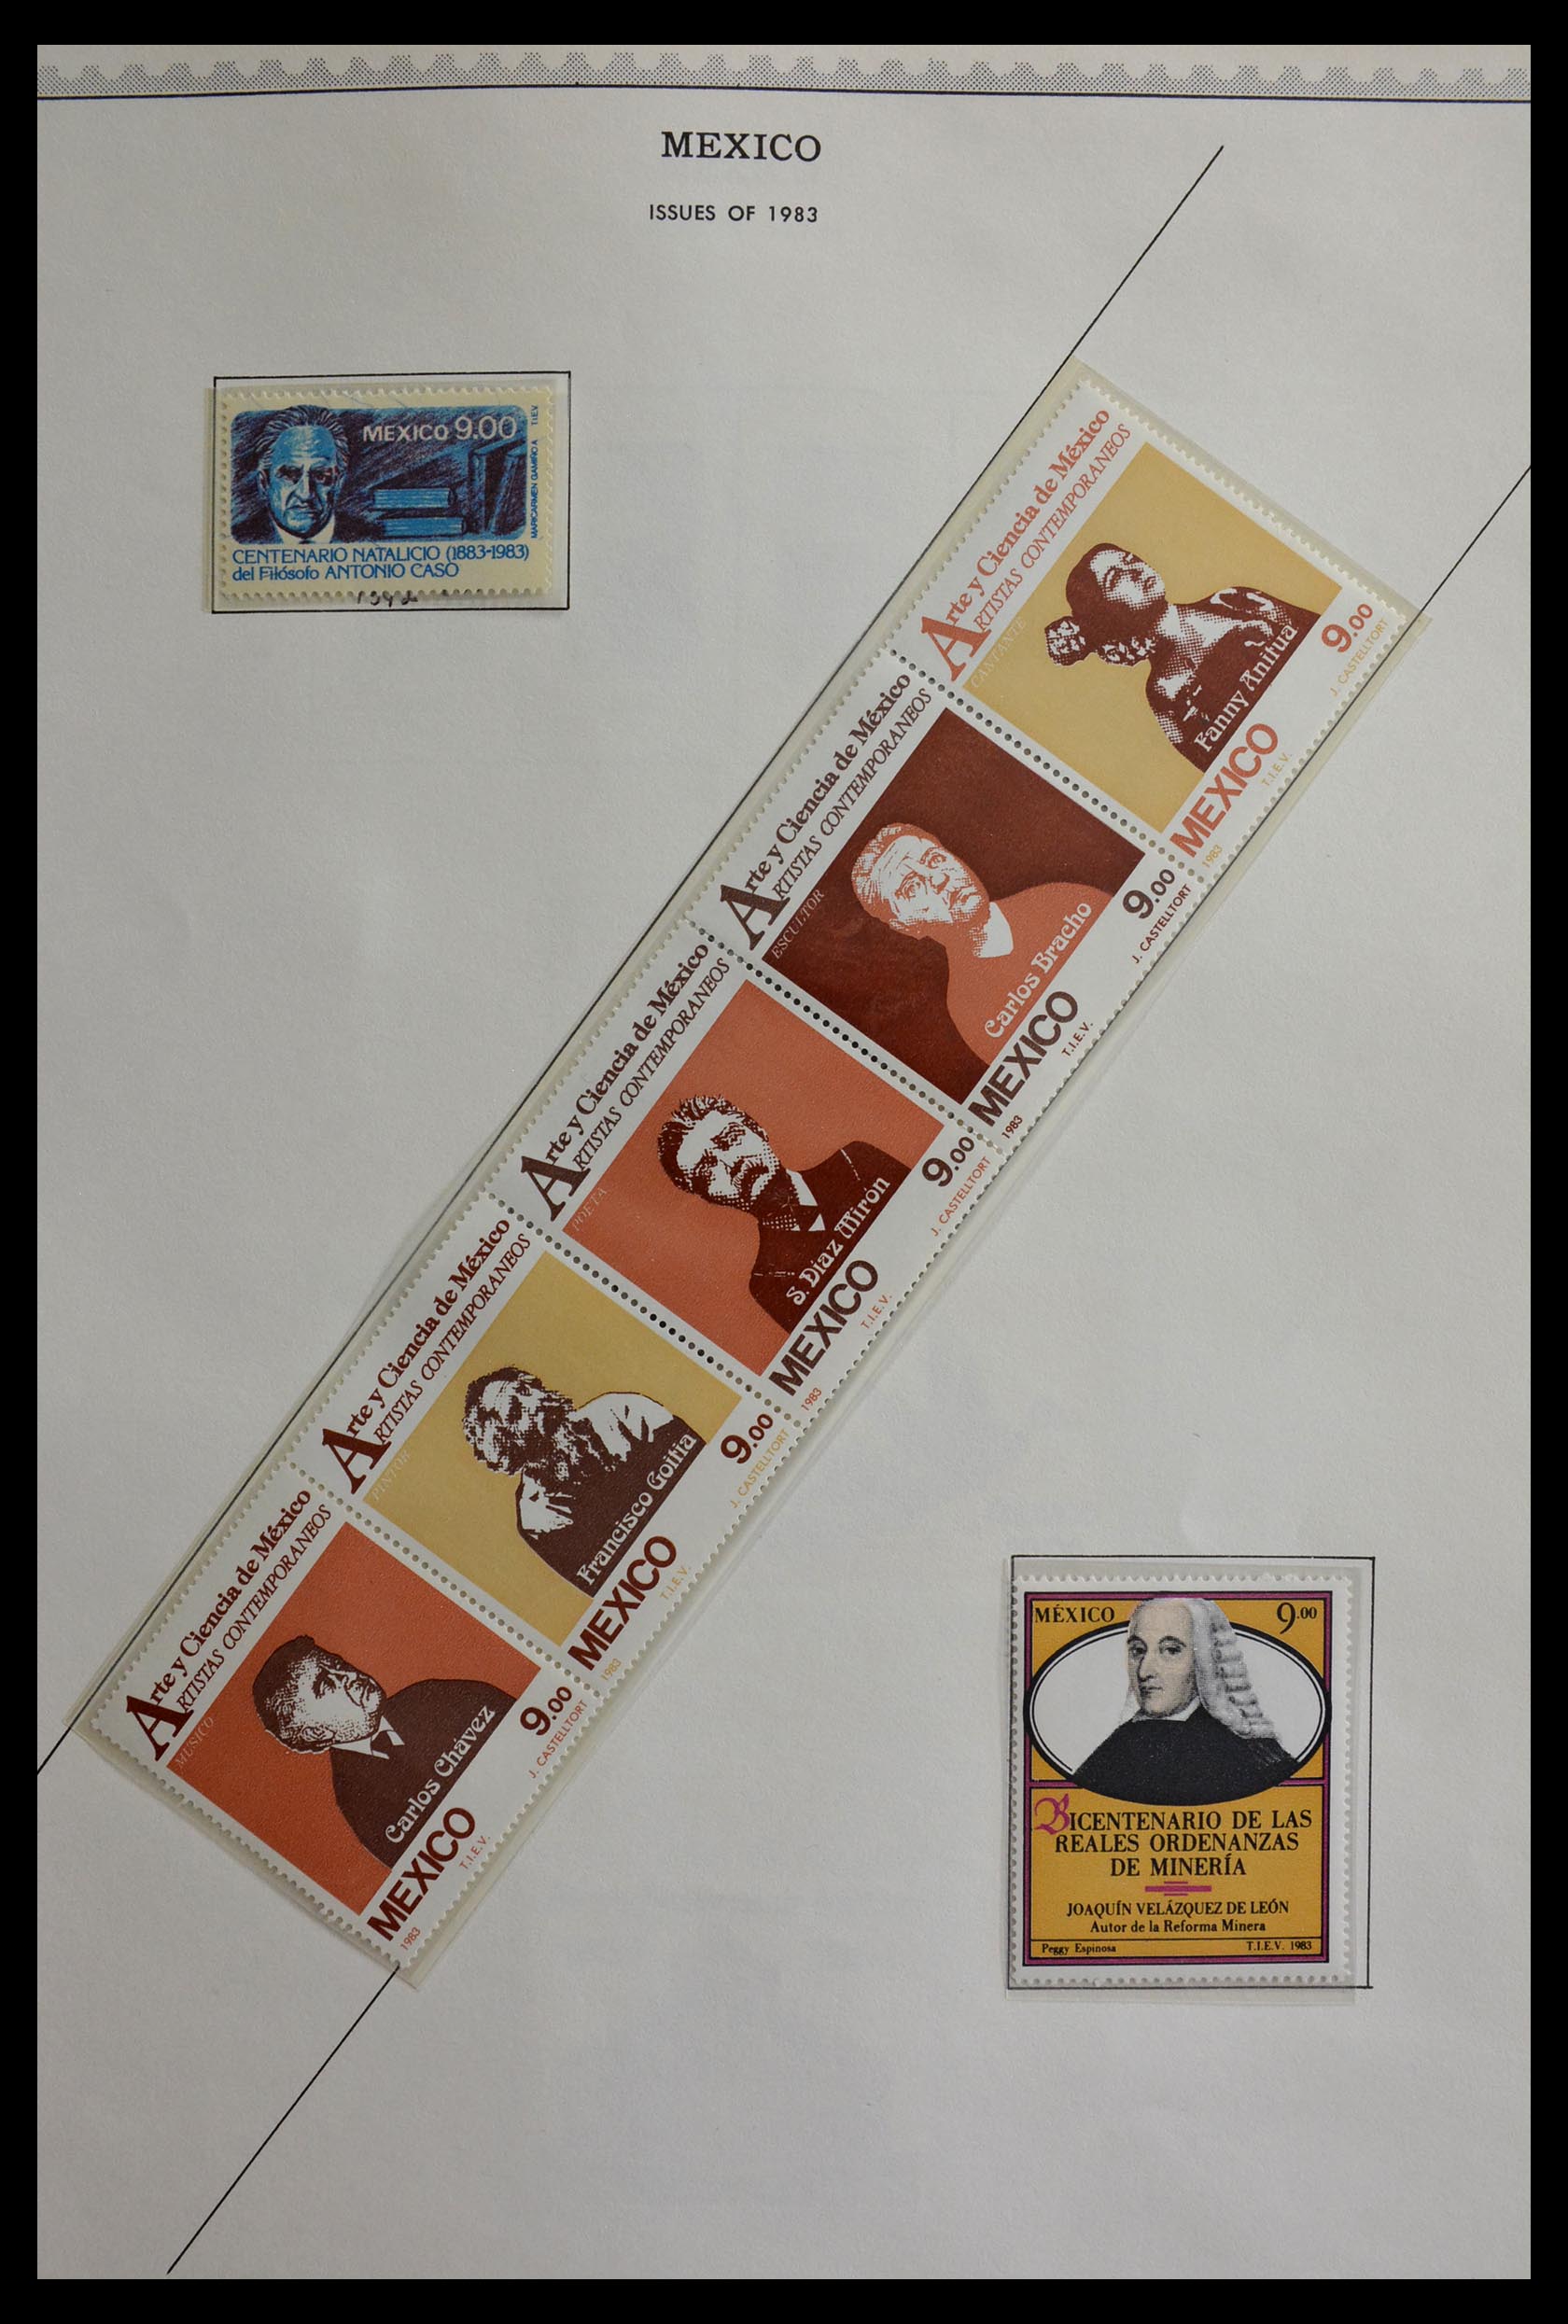 MEXICO
ISSUES OF 1983
MEXICO 9.00
MARICARMEN GAMIÑO A. T.I.E.V.
CENTENARIO NATALICIO (1883-1983)
del Filósofo ANTONIO CASO
Arte y Ciencia de México
ARTISTAS CONTEMPORANEOS
CANTANTE
Fanny Anitua
9.00
J. CASTELLTORT
MEXICO
T.I.E.V.
1983
Arte y Ciencia de México
ARTISTAS CONTEMPORANEOS
ESCULTOR
Carlos Bracho
9.00
J. CASTELLTORT
MEXICO
T.I.E.V.
1983
Arte y Ciencia de México
ARTISTAS CONTEMPORANEOS
POETA
S. Díaz Mirón
9.00
J. CASTELLTORT
MEXICO
T.I.E.V.
1983
Arte y Ciencia de México
ARTISTAS CONTEMPORANEOS
PINTOR
Francisco Goitia
9.00
J. CASTELLTORT
MEXICO
T.I.E.V.
1983
Arte y Ciencia de México
ARTISTAS CONTEMPORANEOS
MUSICO
Carlos Chávez
9.00
J. CASTELLTORT
MEXICO
T.I.E.V.
1983
MÉXICO 9.00
BICENTENARIO DE LAS
REALES ORDENANZAS
DE MINERÍA
JOAQUÍN VELÁZQUEZ DE LEÓN
Autor de la Reforma Minera
Peggy Espinosa T.I.E.V. 1983